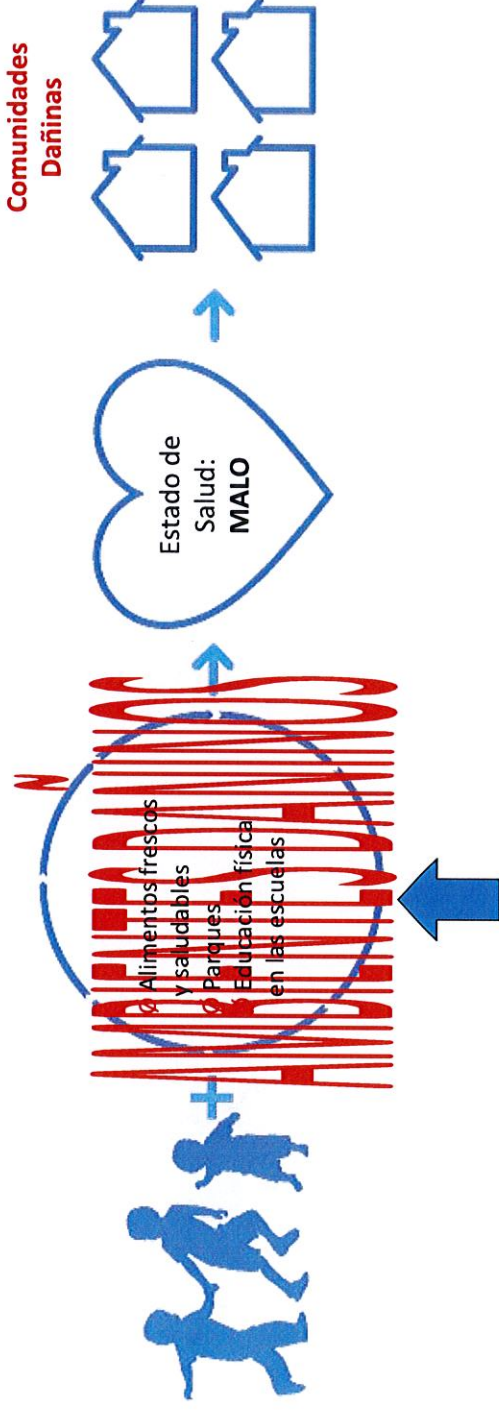 Comunidades
Dañinas
Estado de
Salud:
MALO
Ø Alimentos frescos
y saludables
Ø Parques
Ø Educación física
en las escuelas